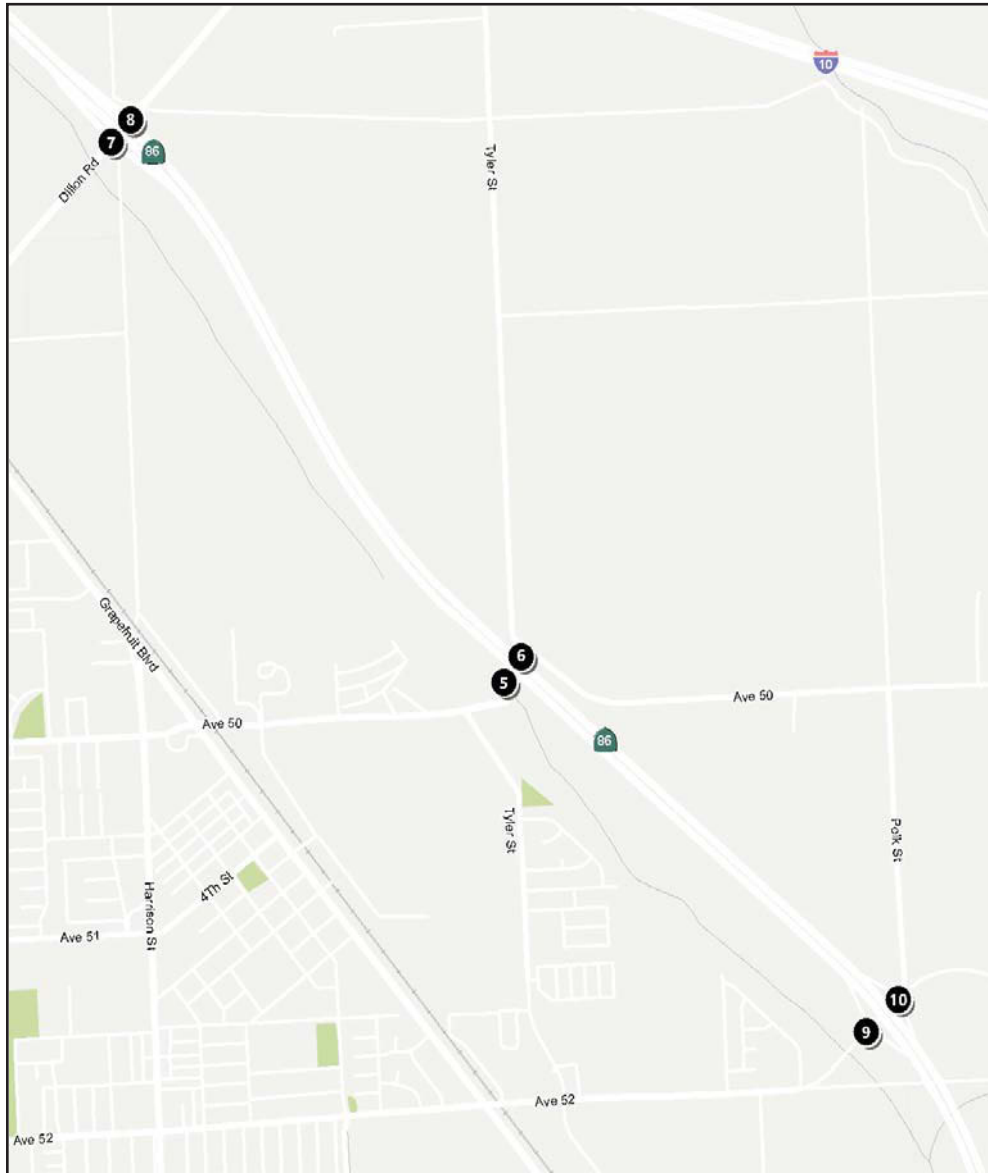 10
8
7
86
Dillon Rd
Tyler St
Grapefruit Blvd
6
5
Ave 50
Ave 50
86
Tyler St
Polk St
4Th St
Harrison St
Ave 51
10
9
Ave 52
Ave 52